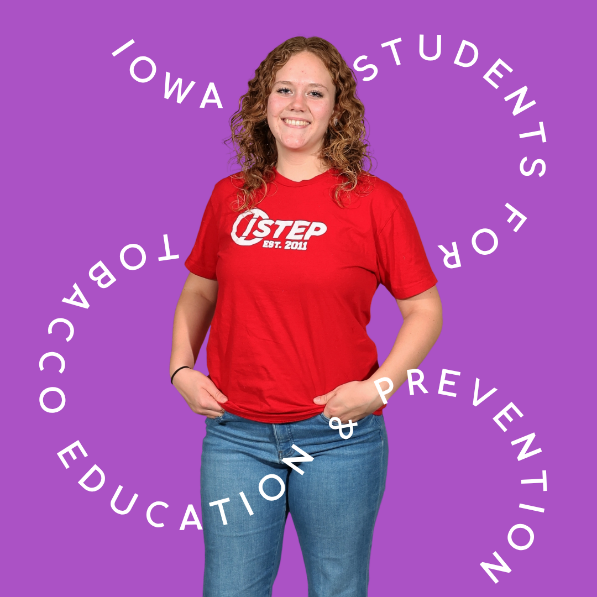 IOWA STUDENTS FOR TOBACCO EDUCATION & PREVENTION
iSTEP
EST. 2011